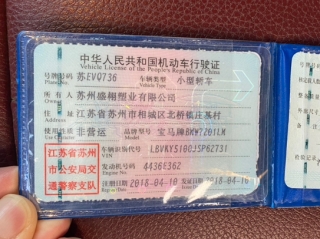 中华人民共和国机动车行驶证
Vehicle License of the People's Republic of China
号牌号码 苏EVQ736 车辆类型 小型轿车
所有人 苏州盛栩塑业有限公司
住址 江苏省苏州市相城区北桥镇庄基村
使用性质 非营运 品牌型号 宝马牌BMW7201LM
江苏省苏州市公安局交通警察支队
车辆识别代号 LBVKY5100JSP62731
发动机号码 4436E362
注册日期 2018-04-10 发证日期 2018-04-10